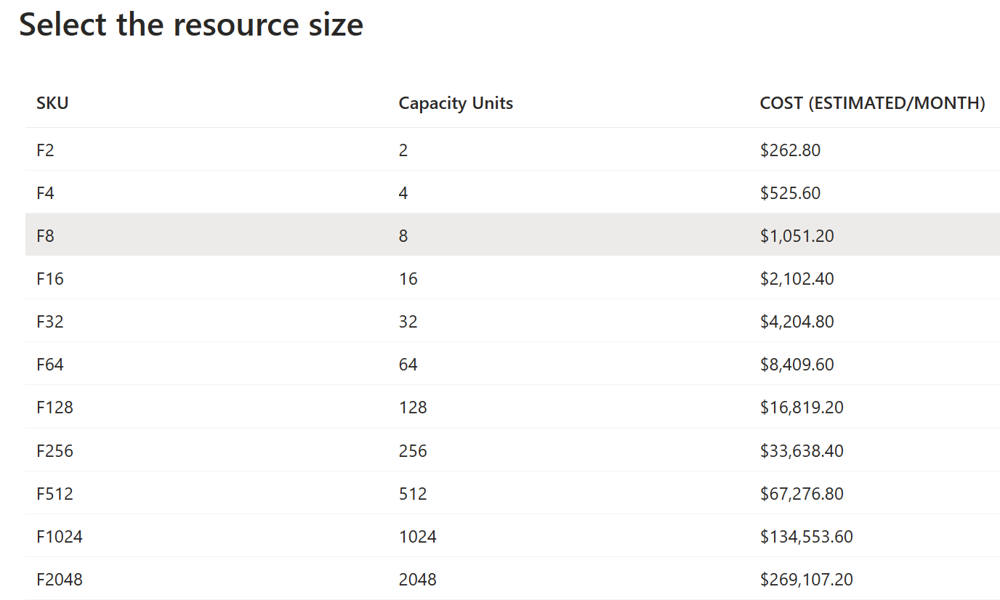 Select the resource size
SKU Capacity Units COST (ESTIMATED/MONTH)
F2 2 $262.80
F4 4 $525.60
F8 8 $1,051.20
F16 16 $2,102.40
F32 32 $4,204.80
F64 64 $8,409.60
F128 128 $16,819.20
F256 256 $33,638.40
F512 512 $67,276.80
F1024 1024 $134,553.60
F2048 2048 $269,107.20